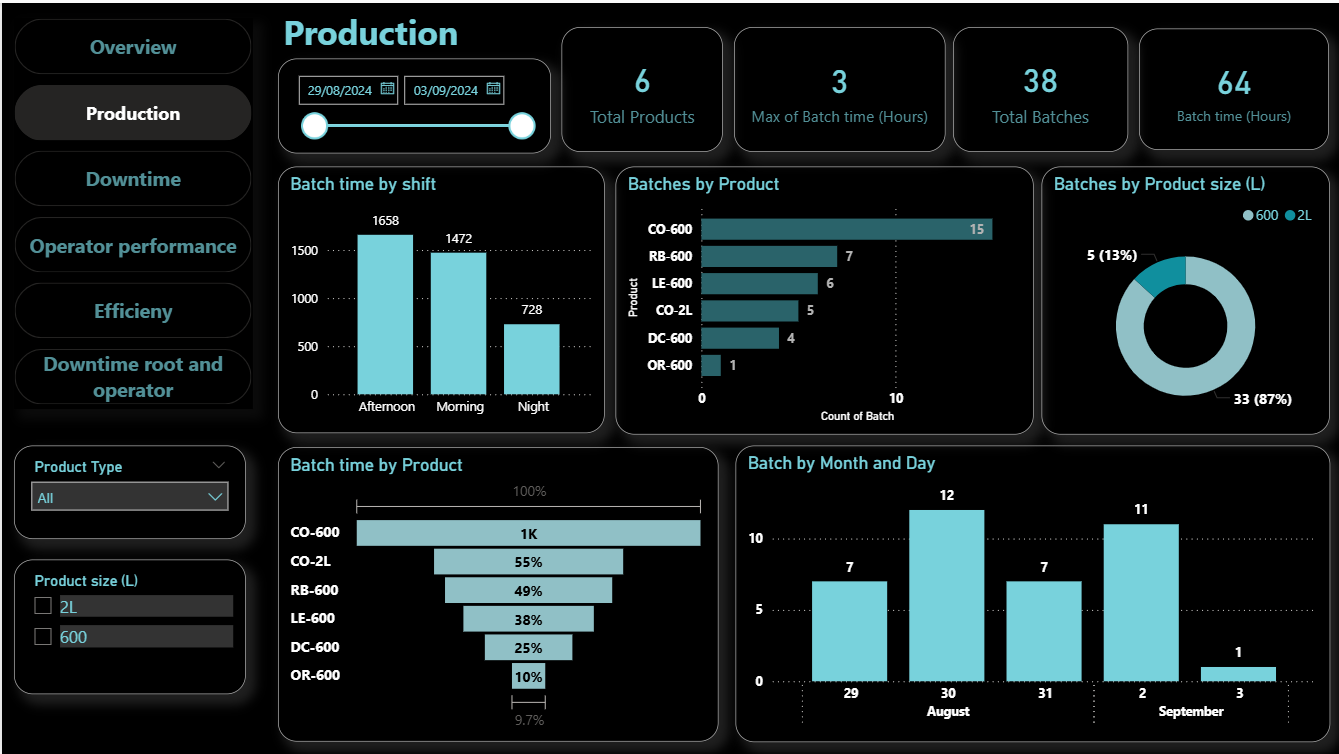 Overview
Production
Downtime
Operator performance
Efficieny
Downtime root and
operator
Product Type
All
Product size (L)
2L
600
Production
29/08/2024 03/09/2024
6
Total Products
3
Max of Batch time (Hours)
38
Total Batches
64
Batch time (Hours)
Batch time by shift
1658
1472
728
1500
1000
500
0
Afternoon Morning Night
Batches by Product
Product
CO-600 15
RB-600 7
LE-600 6
CO-2L 5
DC-600 4
OR-600 1
0 10
Count of Batch
Batches by Product size (L)
600 2L
5 (13%)
33 (87%)
Batch time by Product
100%
CO-600 1K
CO-2L 55%
RB-600 49%
LE-600 38%
DC-600 25%
OR-600 10%
9.7%
Batch by Month and Day
12
11
10
7 7
5
1
0
29 30 31 2 3
August September